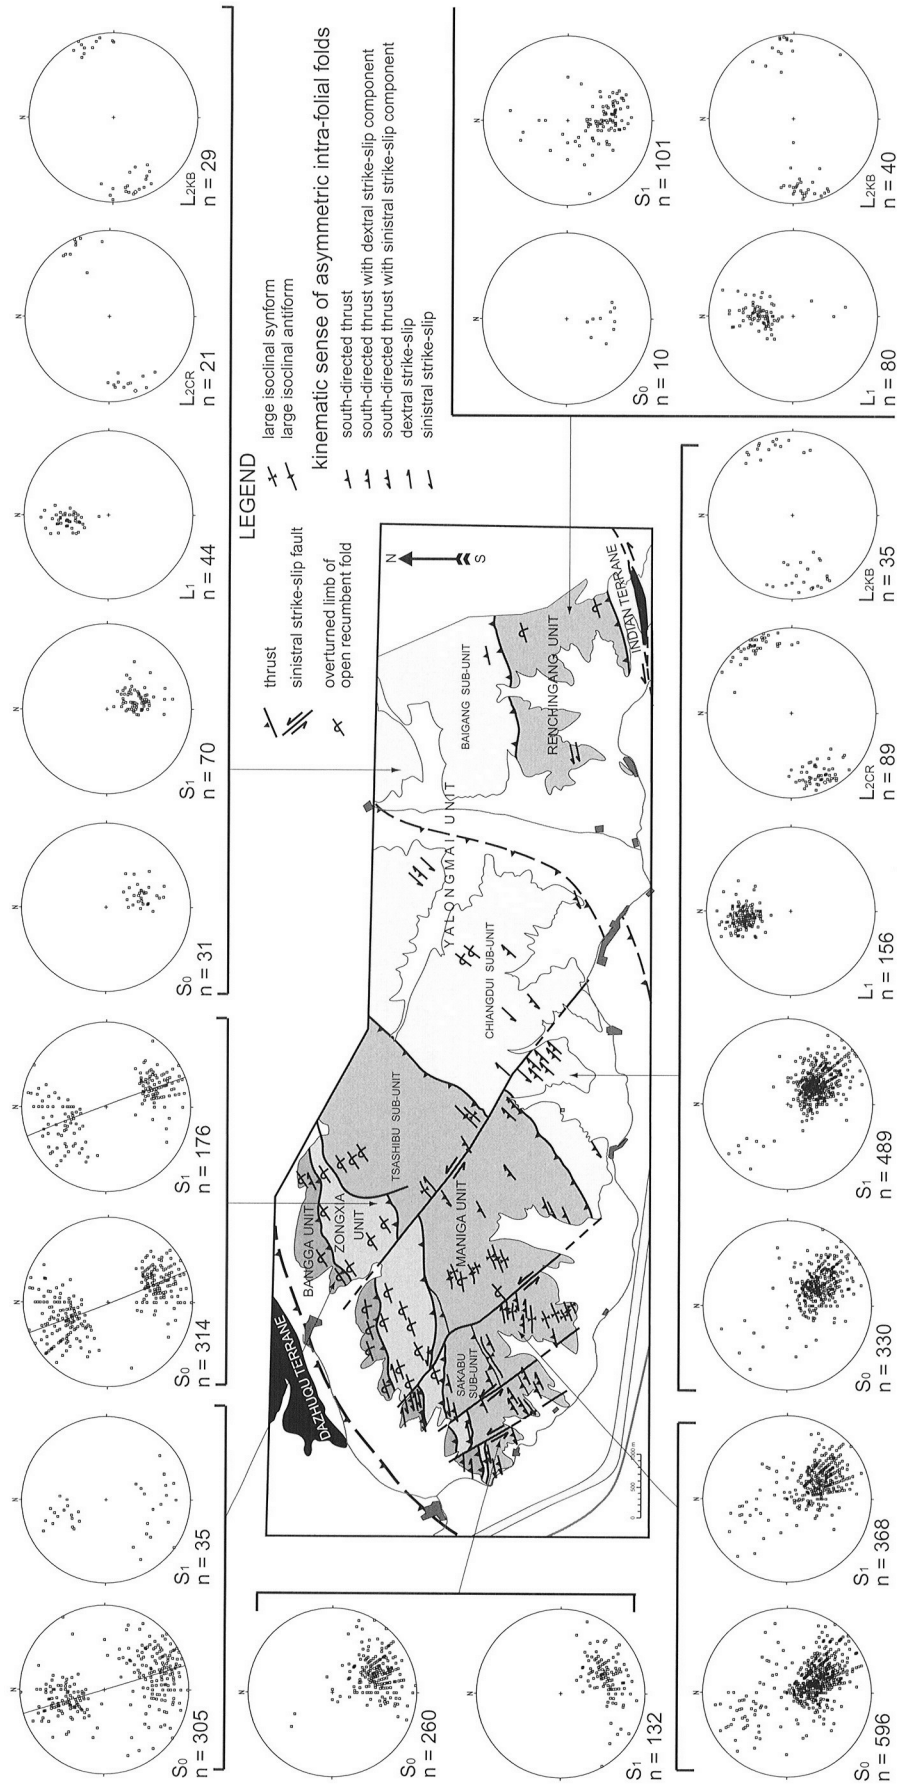 N
S0
n = 305
N
S1
n = 35
N
S0
n = 314
N
S1
n = 176
N
S0
n = 31
N
S1
n = 70
N
L1
n = 44
N
L2CR
n = 21
N
L2KB
n = 29
LEGEND
thrust
sinistral strike-slip fault
overturned limb of
open recumbent fold
large isoclinal synform
large isoclinal antiform
kinematic sense of asymmetric intra-folial folds
south-directed thrust
south-directed thrust with dextral strike-slip component
south-directed thrust with sinistral strike-slip component
dextral strike-slip
sinistral strike-slip
N
S0
n = 260
N
S1
n = 132
DAZHUQU TERRANE
BANGGA UNIT
ZONGXIA
UNIT
TSASHIBU SUB-UNIT
MANIGA UNIT
SAKABU
SUB-UNIT
YALONGMAI UNIT
CHIANGDUI SUB-UNIT
BAIGANG SUB-UNIT
RENCHINGANG UNIT
INDIAN TERRANE
N
S
0
500
N
S0
n = 10
N
S1
n = 101
N
L1
n = 80
N
L2KB
n = 40
N
S0
n = 596
N
S1
n = 368
N
S0
n = 330
N
S1
n = 489
N
L1
n = 156
N
L2CR
n = 89
N
L2KB
n = 35